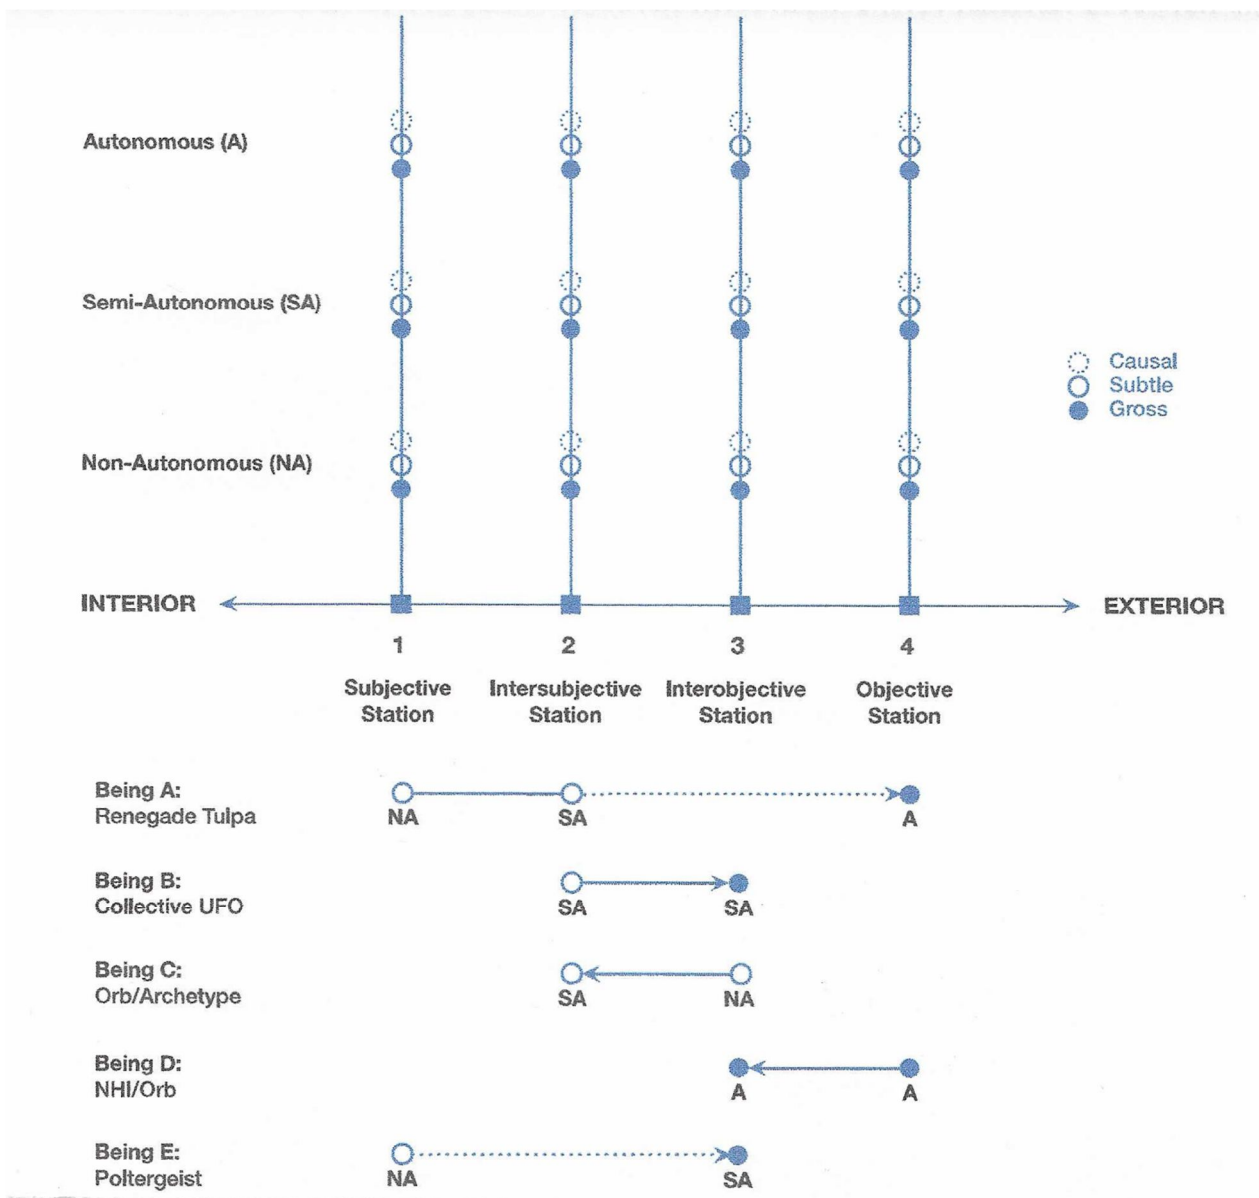 Autonomous (A)
Semi-Autonomous (SA)
Causal
Subtle
Gross
Non-Autonomous (NA)
INTERIOR
EXTERIOR
1
2
3
4
Subjective
Station
Intersubjective
Station
Interobjective
Station
Objective
Station
Being A:
Renegade Tulpa
NA
SA
A
Being B:
Collective UFO
SA
SA
Being C:
Orb/Archetype
SA
NA
Being D:
NHI/Orb
A
A
Being E:
Poltergeist
NA
SA